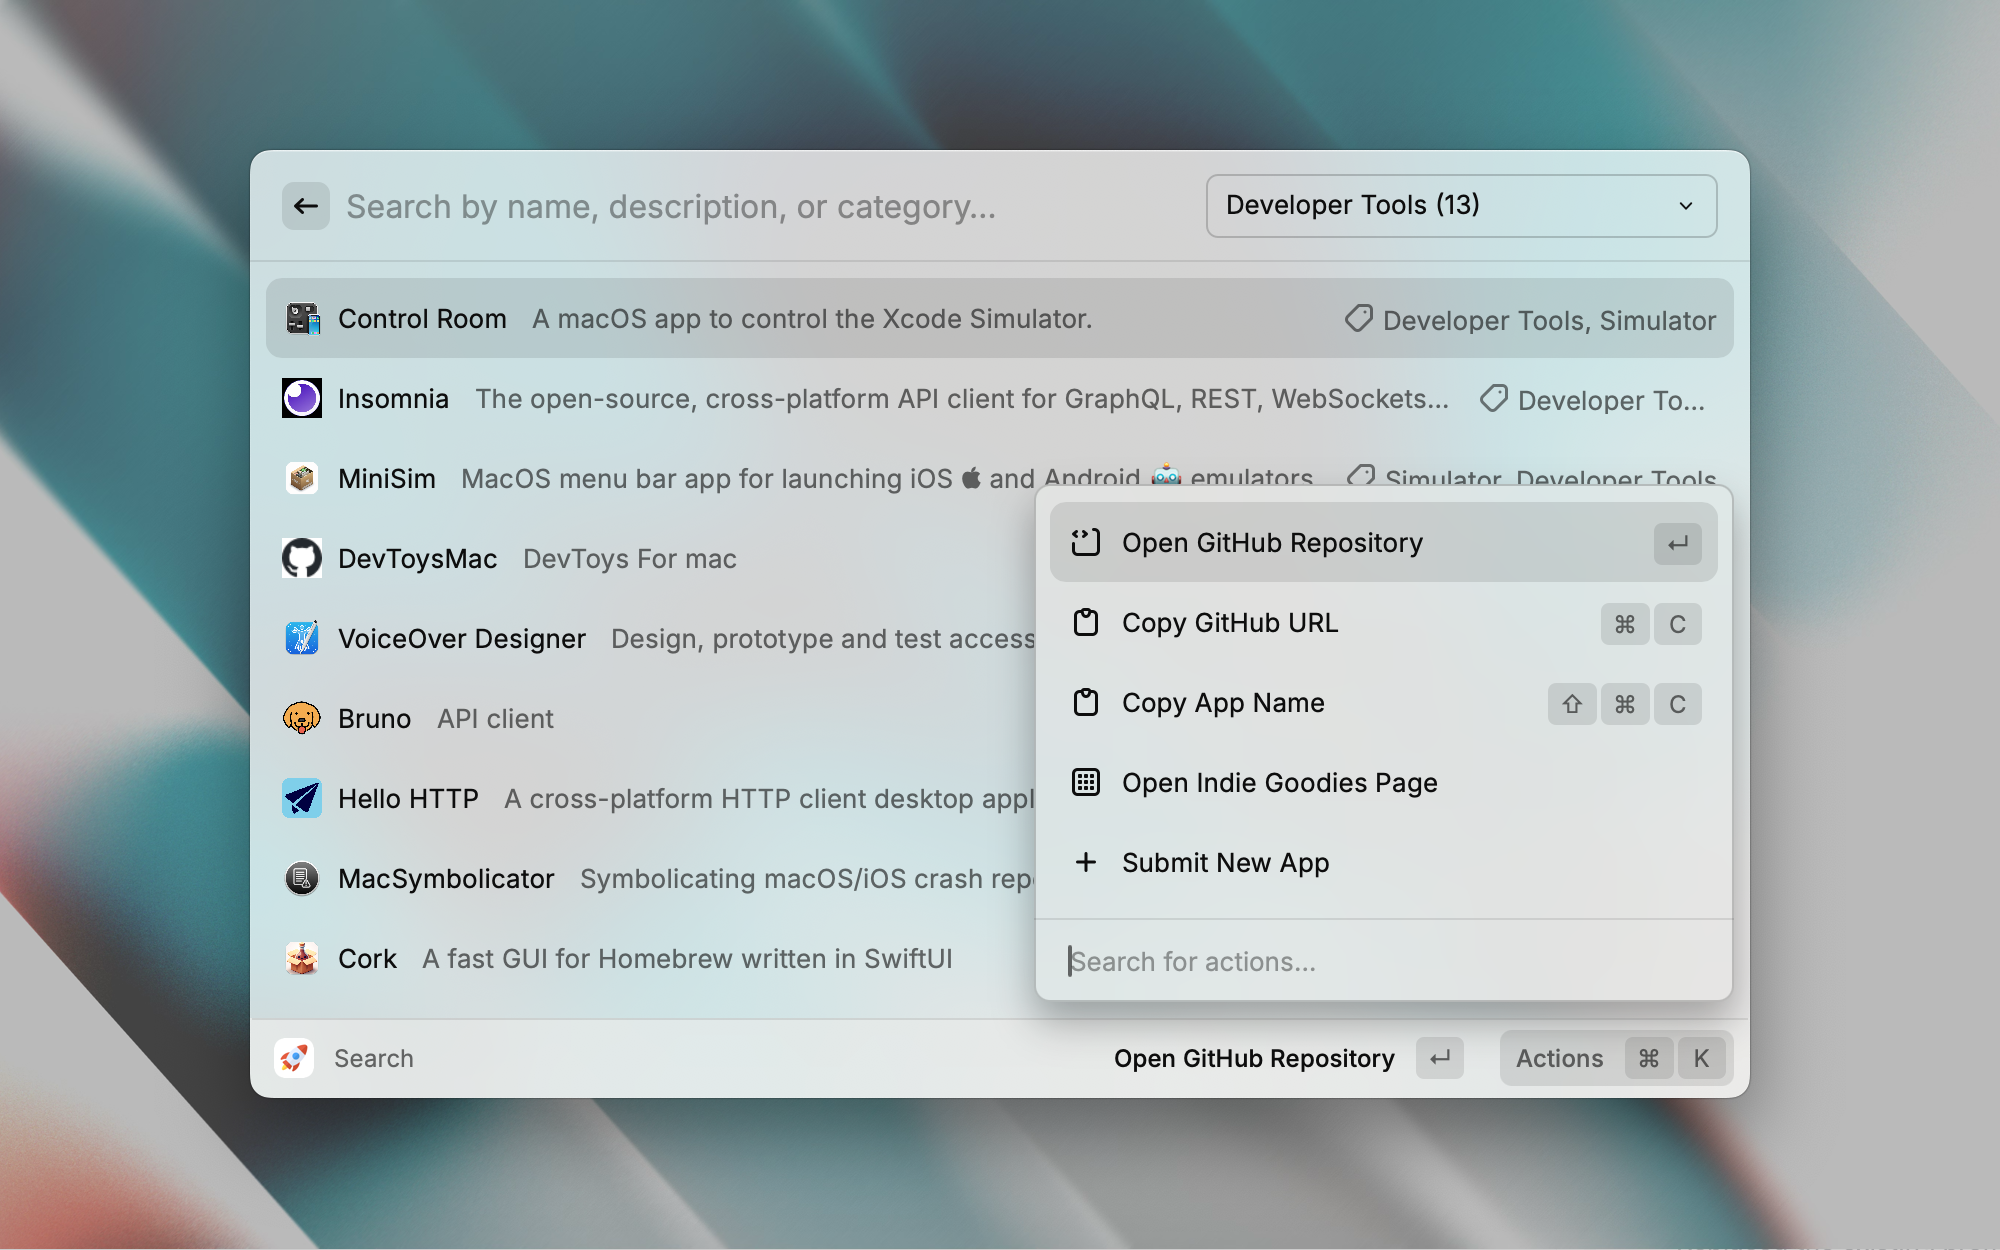 Search by name, description, or category...
Developer Tools (13)
Control Room A macOS app to control the Xcode Simulator. Developer Tools, Simulator
Insomnia The open-source, cross-platform API client for GraphQL, REST, WebSockets... Developer To...
MiniSim MacOS menu bar app for launching iOS and Android 🤖 emulators Simulator, Developer Tools
DevToysMac DevToys For mac
VoiceOver Designer Design, prototype and test access
Bruno API client
Hello HTTP A cross-platform HTTP client desktop appl
MacSymbolicator Symbolicating macOS/iOS crash rep
Cork A fast GUI for Homebrew written in SwiftUI
Open GitHub Repository ↵
Copy GitHub URL ⌘ C
Copy App Name ⇧ ⌘ C
Open Indie Goodies Page
Submit New App
Search for actions...
Search
Open GitHub Repository ↵ Actions ⌘ K